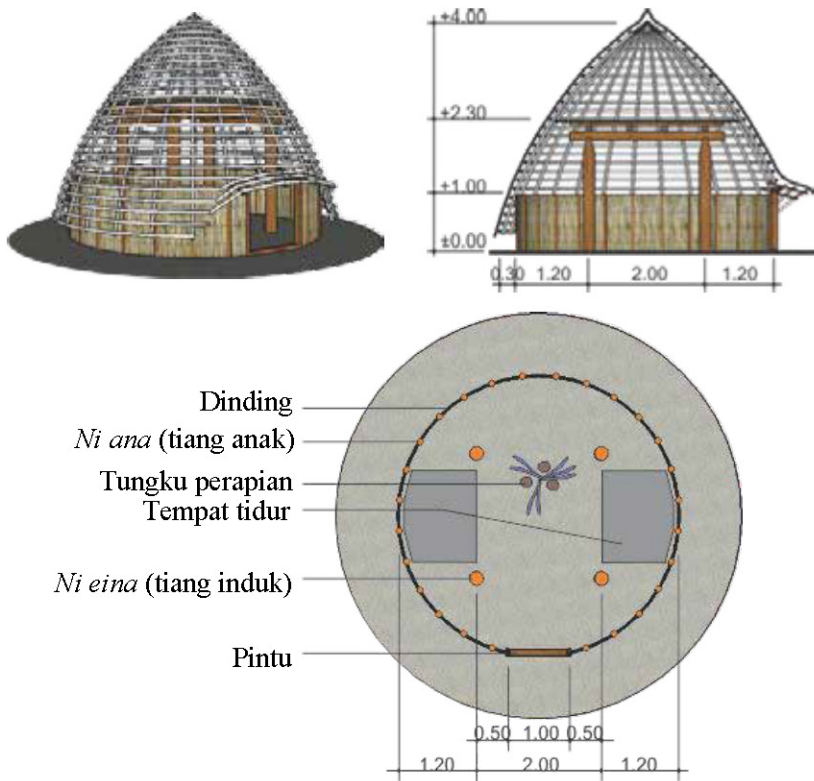 ±4.00
±2.30
±1.00
±0.00
0.30 1.20 2.00 1.20
Dinding
Ni ana (tiang anak)
Tungku perapian
Tempat tidur
Ni eina (tiang induk)
Pintu
0.50 1.00 0.50
1.20 2.00 1.20